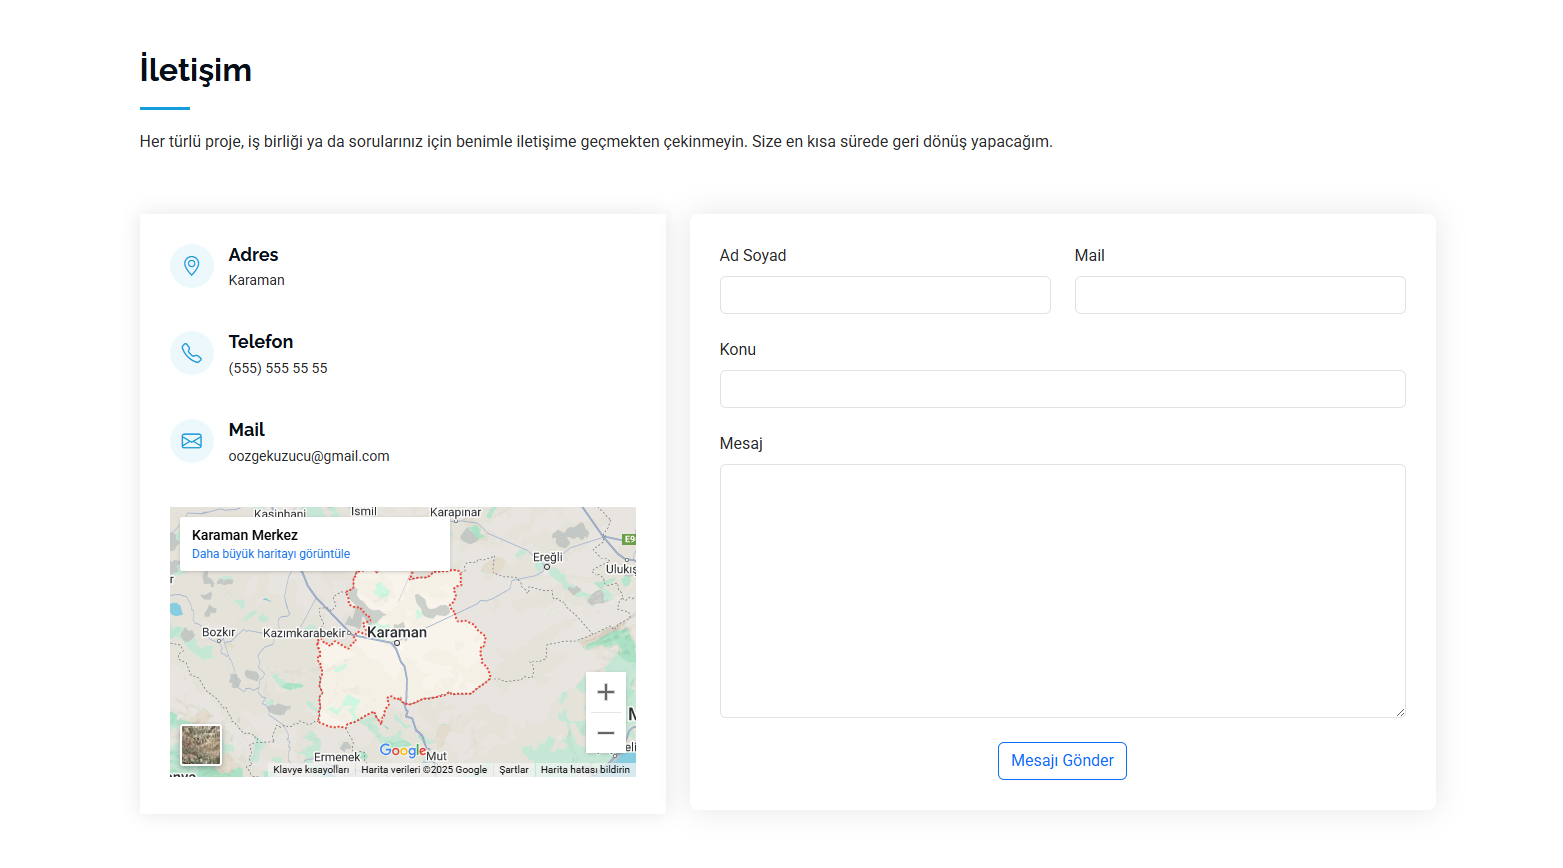 İletişim
Her türlü proje, iş birliği ya da sorularınız için benimle iletişime geçmekten çekinmeyin. Size en kısa sürede geri dönüş yapacağım.
Adres
Karaman
Telefon
(555) 555 55 55
Mail
oozgekuzucu@gmail.com
Kasinhani
Ismil
Karapınar
Karaman Merkez
Daha büyük haritayı görüntüle
E9
Ereğli
Ulukış
Bozkır
Kazımkarabekir
Karaman
Ermenek
Google
Mut
Klavye kısayolları
Harita verileri ©2025 Google
Şartlar
Harita hatası bildirin
Ad Soyad
Mail
Konu
Mesaj
Mesajı Gönder